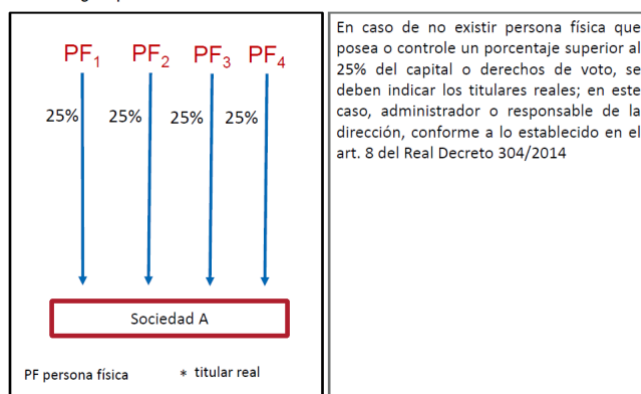 PF1 PF2 PF3 PF4
25% 25% 25% 25%
Sociedad A
PF persona física * titular real
En caso de no existir persona física que
posea o controle un porcentaje superior al
25% del capital o derechos de voto, se
deben indicar los titulares reales; en este
caso, administrador o responsable de la
dirección, conforme a lo establecido en el
art. 8 del Real Decreto 304/2014